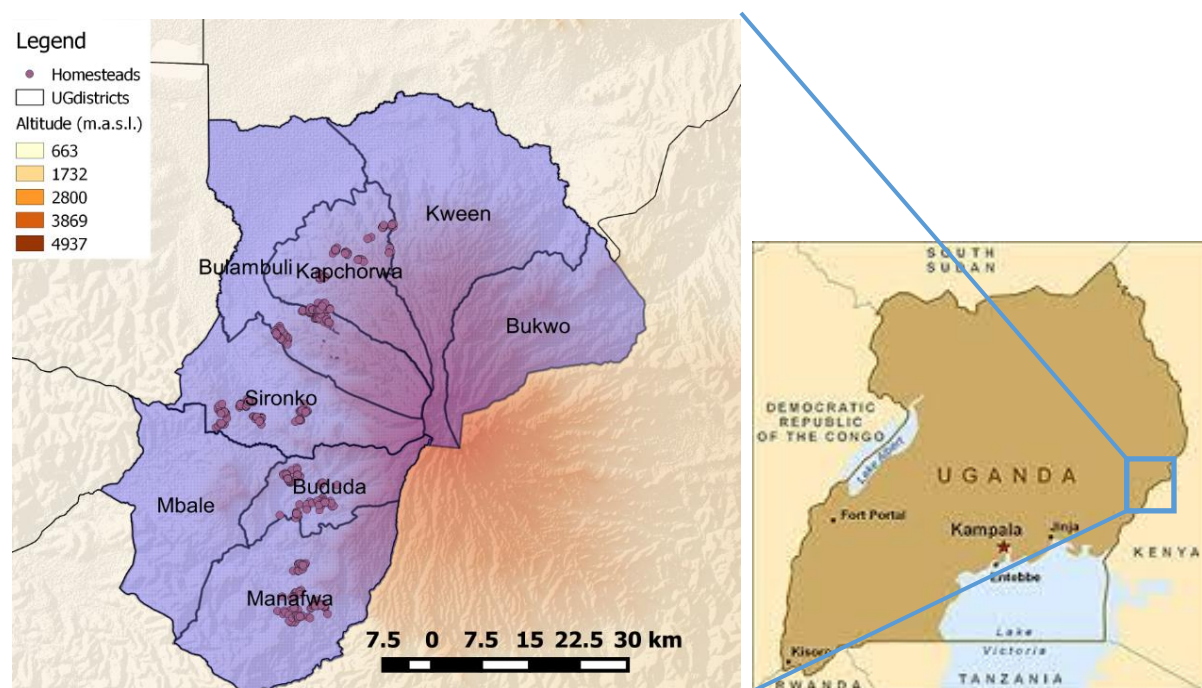 Legend
Homesteads
UGdistricts
Altitude (m.a.s.l.)
663
1732
2800
3869
4937
Kween
Bulambuli
Kapchorwa
Bukwo
Sironko
Bududa
Mbale
Manafwa
7.5 0 7.5 15 22.5 30 km
SOUTH
SUDAN
DEMOCRATIC
REPUBLIC
OF THE CONGO
Lake Albert
UGANDA
Fort Portal
Kampala
Jinja
KENYA
Entebbe
Lake
Victoria
Kisoro
RWANDA
TANZANIA